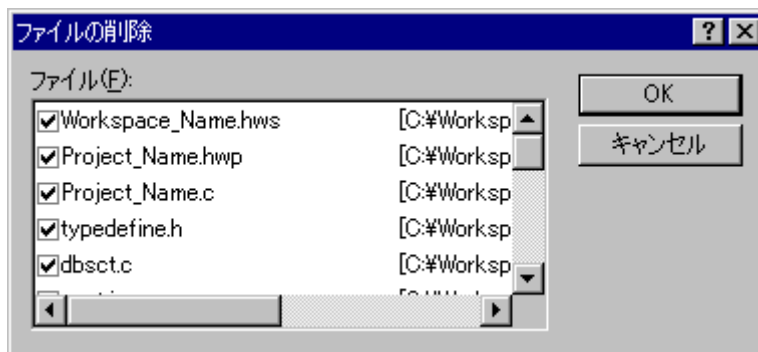 ファイルの削除
ファイル(F):
Workspace_Name.hws [C:¥Worksp
Project_Name.hwp [C:¥Worksp
Project_Name.c [C:¥Worksp
typedefine.h [C:¥Worksp
dbsct.c [C:¥Worksp
OK
キャンセル